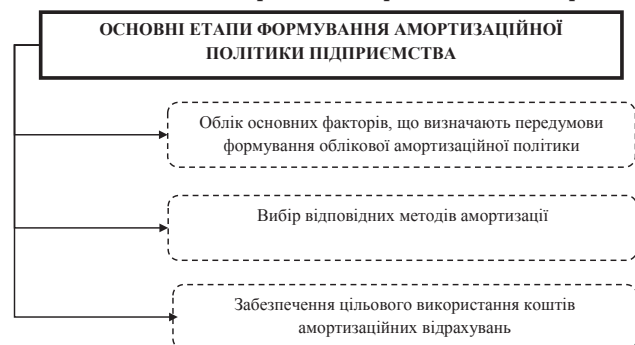 ОСНОВНІ ЕТАПИ ФОРМУВАННЯ АМОРТИЗАЦІЙНОЇ
ПОЛІТИКИ ПІДПРИЄМСТВА
Облік основних факторів, що визначають передумови
формування облікової амортизаційної політики
Вибір відповідних методів амортизації
Забезпечення цільового використання коштів
амортизаційних відрахувань